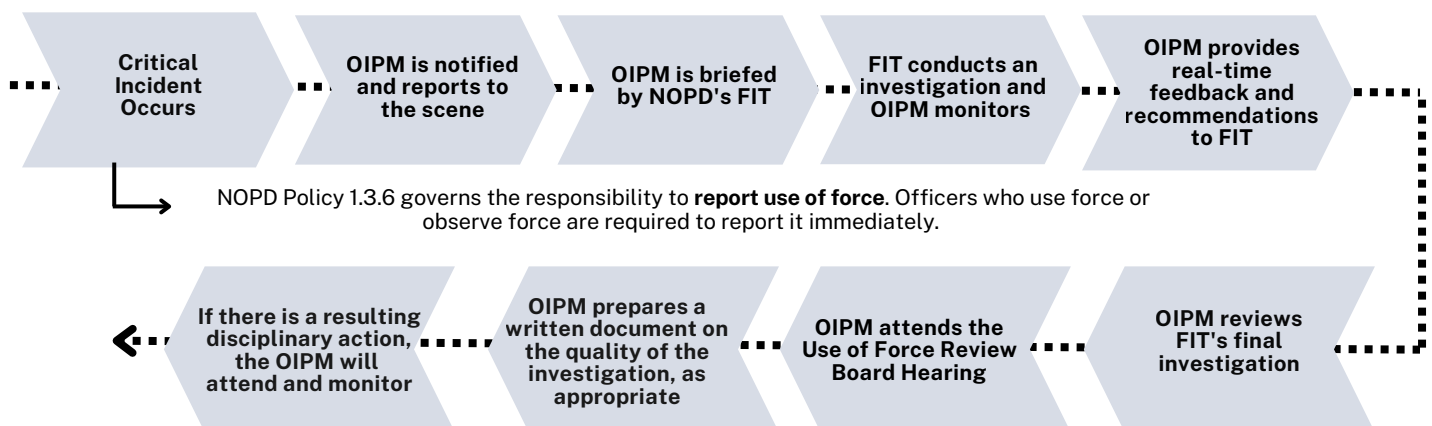 Critical
Incident
Occurs
OIPM is notified
and reports to
the scene
OIPM is briefed
by NOPD's FIT
FIT conducts an
investigation and
OIPM monitors
OIPM provides
real-time
feedback and
recommendations
to FIT
NOPD Policy 1.3.6 governs the responsibility to report use of force. Officers who use force or
observe force are required to report it immediately.
OIPM reviews
FIT's final
investigation
OIPM attends the
Use of Force Review
Board Hearing
OIPM prepares a
written document on
the quality of the
investigation, as
appropriate
If there is a resulting
disciplinary action,
the OIPM will
attend and monitor